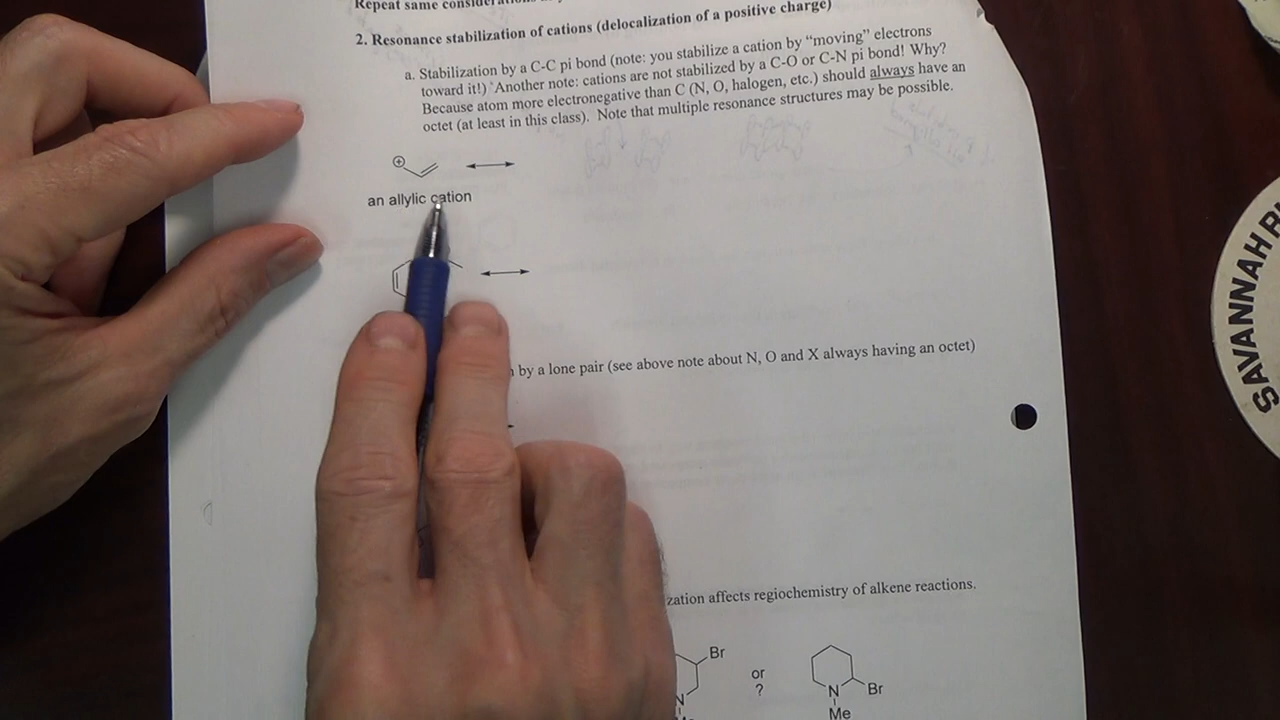 Repeat same
2. Resonance stabilization of cations (delocalization of a positive charge)
a. Stabilization by a C-C pi bond (note: you stabilize a cation by “moving” electrons
toward it!) *Another note: cations are not stabilized by a C-O or C-N pi bond! Why?
Because atom more electronegative than C (N, O, halogen, etc.) should always have an
octet (at least in this class). Note that multiple resonance structures may be possible.
⊕
an allylic cation
by a lone pair (see above note about N, O and X always having an octet)
zation affects regiochemistry of alkene reactions.
Br
N
or
?
N
Br
Me
SAVANNAH